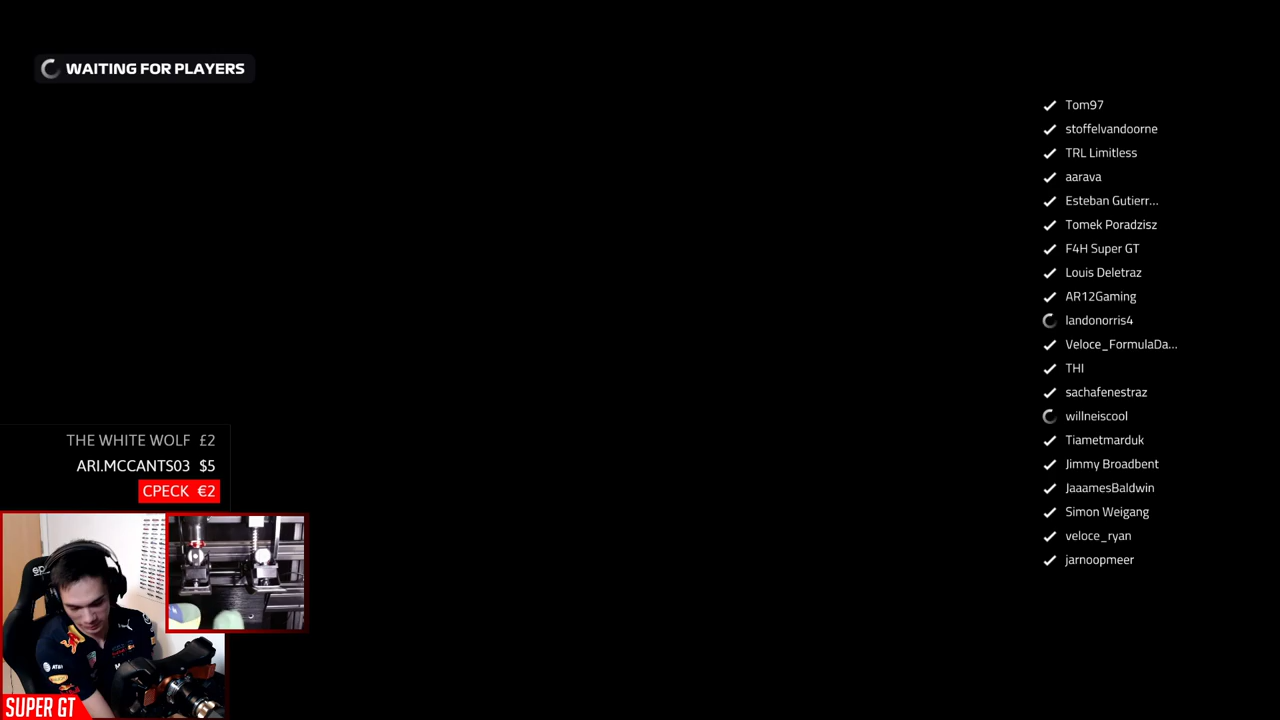 WAITING FOR PLAYERS
Tom97
stoffelvandoorne
TRL Limitless
aarava
Esteban Gutierr...
Tomek Poradzisz
F4H Super GT
Louis Deletraz
AR12Gaming
landonorris4
Veloce_FormulaDa...
THI
sachafenestraz
willneiscool
Tiametmarduk
Jimmy Broadbent
JaaamesBaldwin
Simon Weigang
veloce_ryan
jarnoopmeer
THE WHITE WOLF £2
ARI.MCCANTS03 $5
CPECK €2
AT&T
SUPER GT